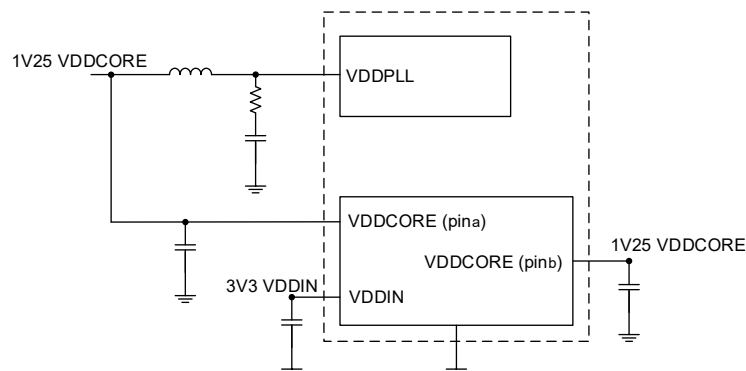 1V25 VDDCORE
VDDPLL
VDDCORE (pina)
1V25 VDDCORE
VDDCORE (pinb)
3V3 VDDIN
VDDIN